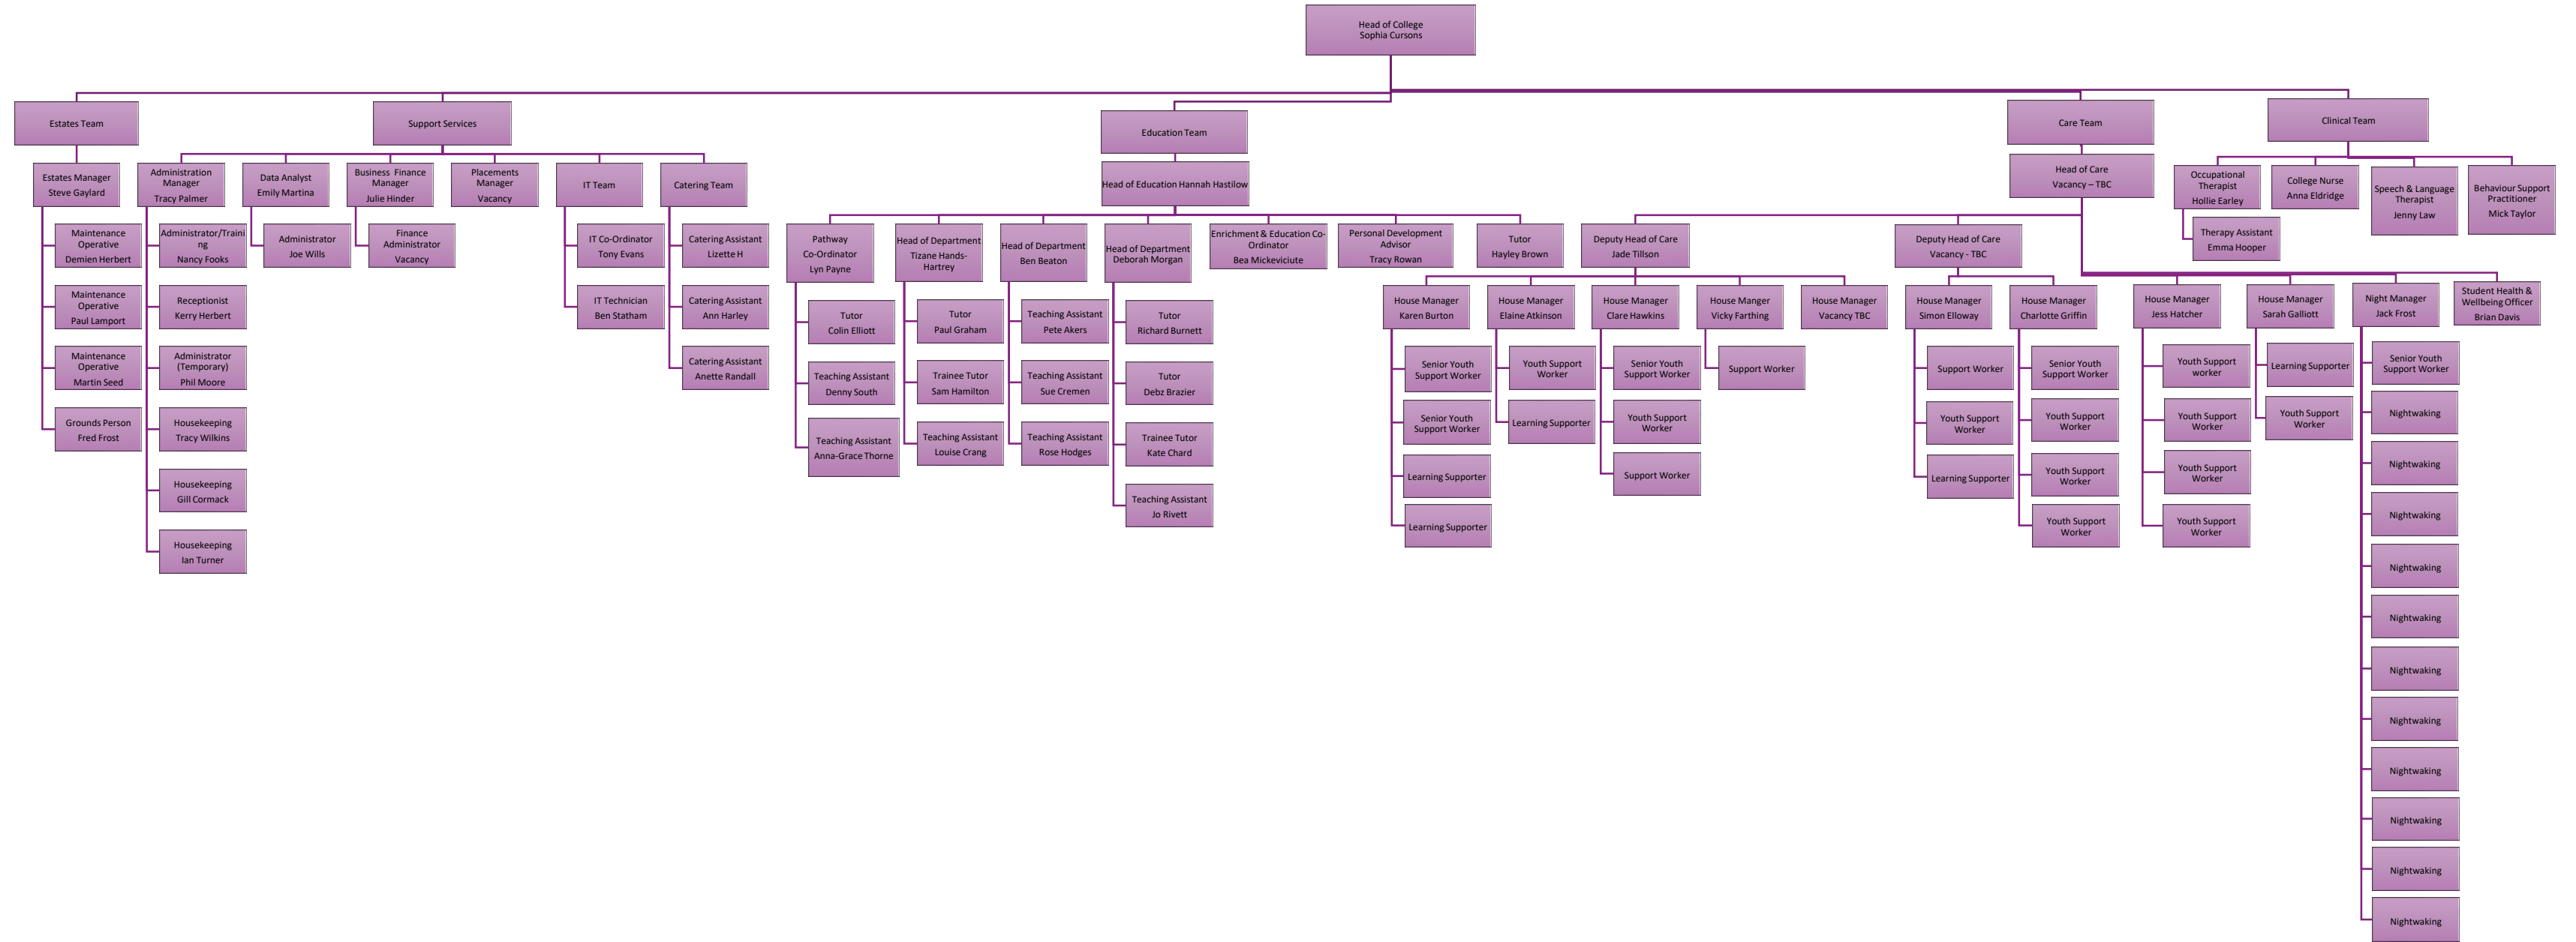 Head of College
Sophia Cursons
Estates Team
Support Services
Education Team
Care Team
Clinical Team
Estates Manager
Steve Gaylard
Administration
Manager
Tracy Palmer
Data Analyst
Emily Martina
Business Finance
Manager
Julie Hinder
Placements
Manager
Vacancy
IT Team
Catering Team
Head of Education Hannah Hastilow
Head of Care
Vacancy – TBC
Occupational
Therapist
Hollie Earley
College Nurse
Anna Eldridge
Speech & Language
Therapist
Jenny Law
Behaviour Support
Practitioner
Mick Taylor
Therapy Assistant
Emma Hooper
Maintenance
Operative
Demien Herbert
Maintenance
Operative
Paul Lamport
Maintenance
Operative
Martin Seed
Grounds Person
Fred Frost
Administrator/Traini
ng
Nancy Fooks
Receptionist
Kerry Herbert
Administrator
(Temporary)
Phil Moore
Housekeeping
Tracy Wilkins
Housekeeping
Gill Cormack
Housekeeping
Ian Turner
Administrator
Joe Wills
Finance
Administrator
Vacancy
IT Co-Ordinator
Tony Evans
IT Technician
Ben Statham
Catering Assistant
Lizette H
Catering Assistant
Ann Harley
Catering Assistant
Anette Randall
Pathway
Co-Ordinator
Lyn Payne
Tutor
Colin Elliott
Teaching Assistant
Denny South
Teaching Assistant
Anna-Grace Thorne
Head of Department
Tizane Hands-
Hartrey
Tutor
Paul Graham
Trainee Tutor
Sam Hamilton
Teaching Assistant
Louise Crang
Head of Department
Ben Beaton
Teaching Assistant
Pete Akers
Teaching Assistant
Sue Cremen
Teaching Assistant
Rose Hodges
Head of Department
Deborah Morgan
Tutor
Richard Burnett
Tutor
Debz Brazier
Trainee Tutor
Kate Chard
Teaching Assistant
Jo Rivett
Enrichment & Education Co-
Ordinator
Bea Mickeviciute
Personal Development
Advisor
Tracy Rowan
Tutor
Hayley Brown
Deputy Head of Care
Jade Tillson
House Manager
Karen Burton
Senior Youth
Support Worker
Senior Youth
Support Worker
Learning Supporter
Learning Supporter
House Manager
Elaine Atkinson
Youth Support
Worker
Learning Supporter
House Manager
Clare Hawkins
Senior Youth
Support Worker
Youth Support
Worker
Support Worker
House Manger
Vicky Farthing
Support Worker
House Manager
Vacancy TBC
Deputy Head of Care
Vacancy - TBC
House Manager
Simon Elloway
Support Worker
Youth Support
Worker
Learning Supporter
House Manager
Charlotte Griffin
Senior Youth
Support Worker
Youth Support
Worker
Youth Support
Worker
Youth Support
Worker
House Manager
Jess Hatcher
Youth Support
worker
Youth Support
Worker
Youth Support
Worker
Youth Support
Worker
House Manager
Sarah Galliott
Learning Supporter
Youth Support
Worker
Night Manager
Jack Frost
Senior Youth
Support Worker
Nightwaking
Nightwaking
Nightwaking
Nightwaking
Nightwaking
Nightwaking
Nightwaking
Nightwaking
Nightwaking
Nightwaking
Nightwaking
Student Health &
Wellbeing Officer
Brian Davis